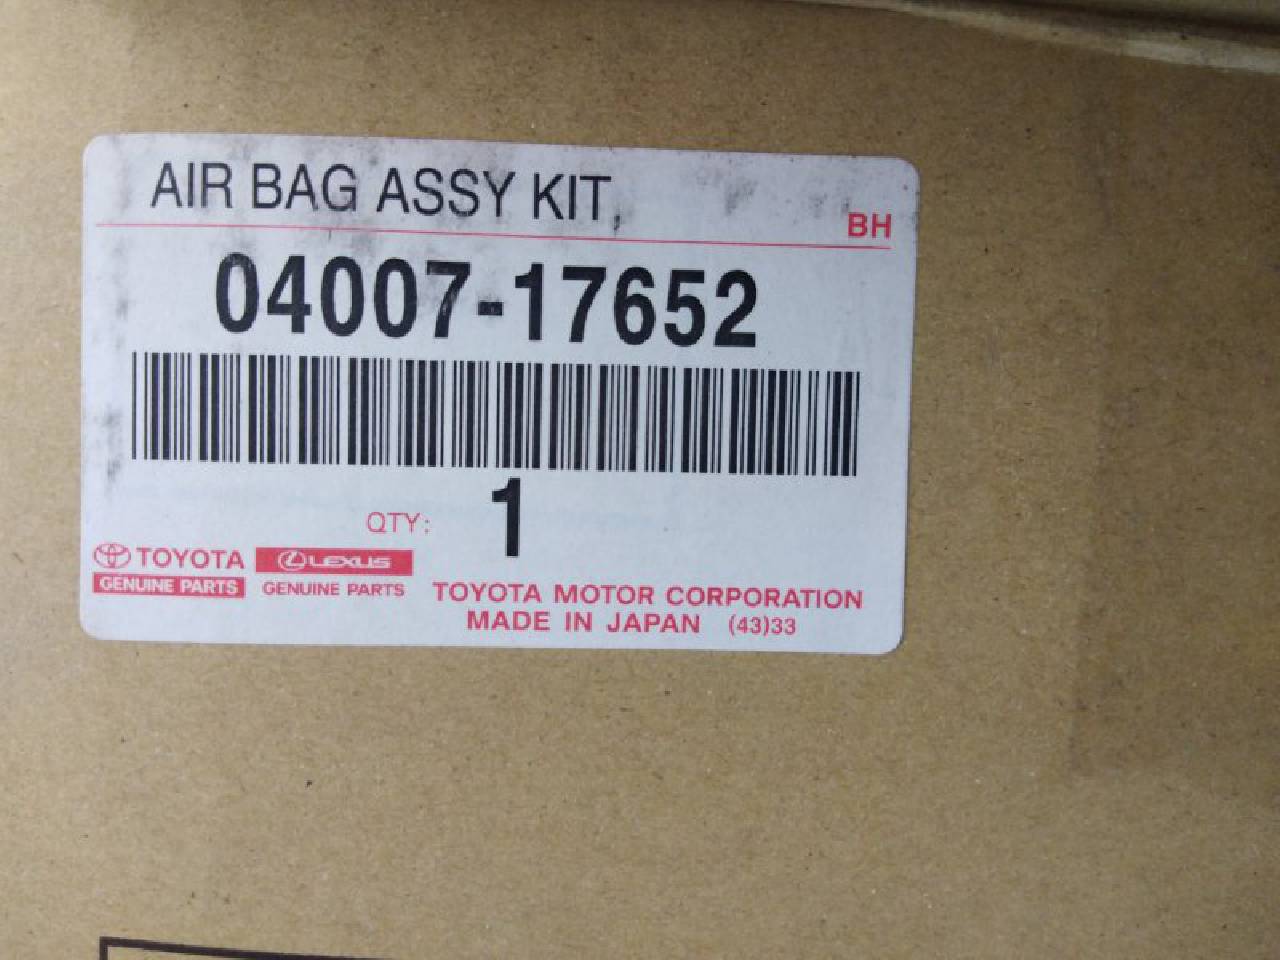 AIR BAG ASSY KIT,
BH
04007-17652
QTY: 1
TOYOTA
GENUINE PARTS
LEXUS
GENUINE PARTS
TOYOTA MOTOR CORPORATION
MADE IN JAPAN (43)33